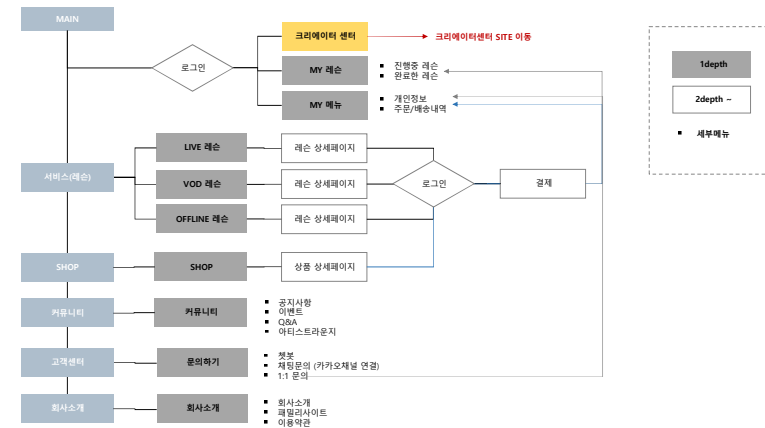 MAIN
크리에이터 센터
크리에이터센터 SITE 이동
로그인
MY 레슨
진행중 레슨
완료한 레슨
MY 메뉴
개인정보
주문/배송내역
1depth
2depth ~
세부메뉴
서비스(레슨)
LIVE 레슨
레슨 상세페이지
VOD 레슨
레슨 상세페이지
로그인
결제
OFFLINE 레슨
레슨 상세페이지
SHOP
SHOP
상품 상세페이지
커뮤니티
커뮤니티
공지사항
이벤트
Q&A
아티스트라운지
고객센터
문의하기
챗봇
채팅문의 (카카오채널 연결)
1:1 문의
회사소개
회사소개
회사소개
패밀리사이트
이용약관